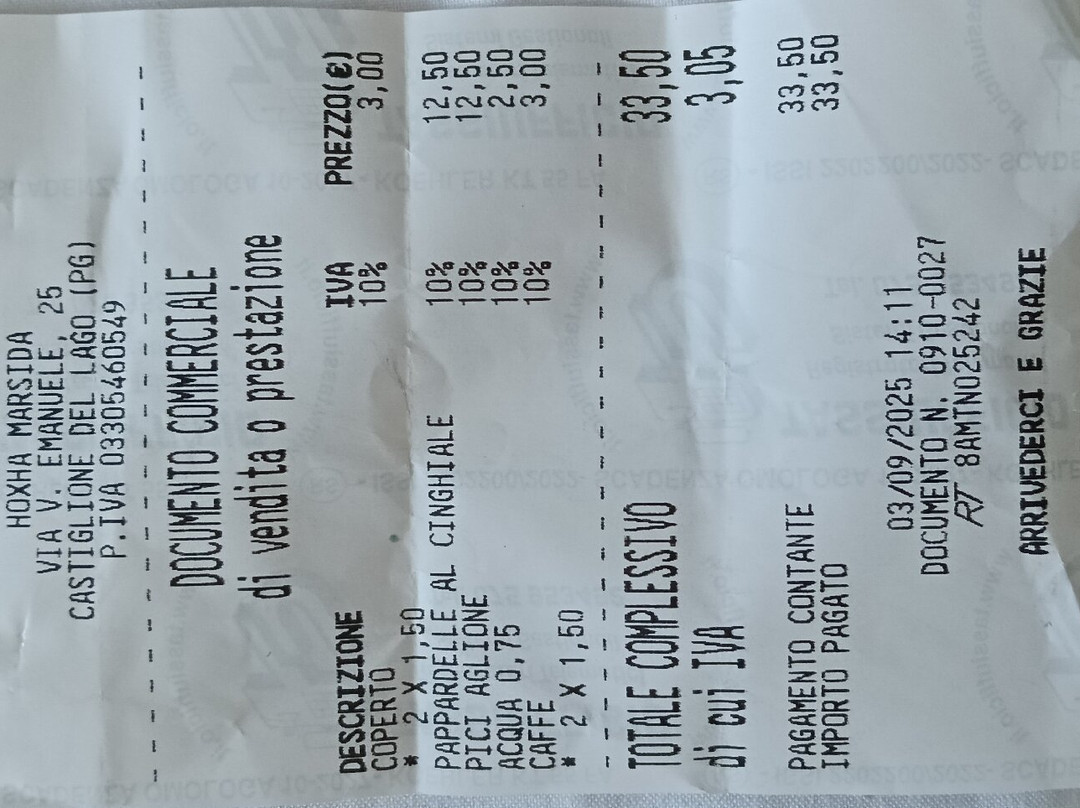 HOXHA MARSIDA
VIA V. EMANUELE, 25
CASTIGLIONE DEL LAGO (PG)
P.IVA 03305460549
DOCUMENTO COMMERCIALE
di vendita o prestazione
DESCRIZIONE IVA PREZZO(€)
COPERTO 10% 3,00
* 2 X 1,50
PAPPARDELLE AL CINGHIALE 10% 12,50
PICI AGLIONE 10% 12,50
ACQUA 0,75 10% 2,50
CAFFE 10% 3,00
* 2 X 1,50
TOTALE COMPLESSIVO 33,50
di cui IVA 3,05
PAGAMENTO CONTANTE 33,50
IMPORTO PAGATO 33,50
03/09/2025 14:11
DOCUMENTO N. 0910-0027
RT 8AMTN025242
ARRIVEDERCI E GRAZIE